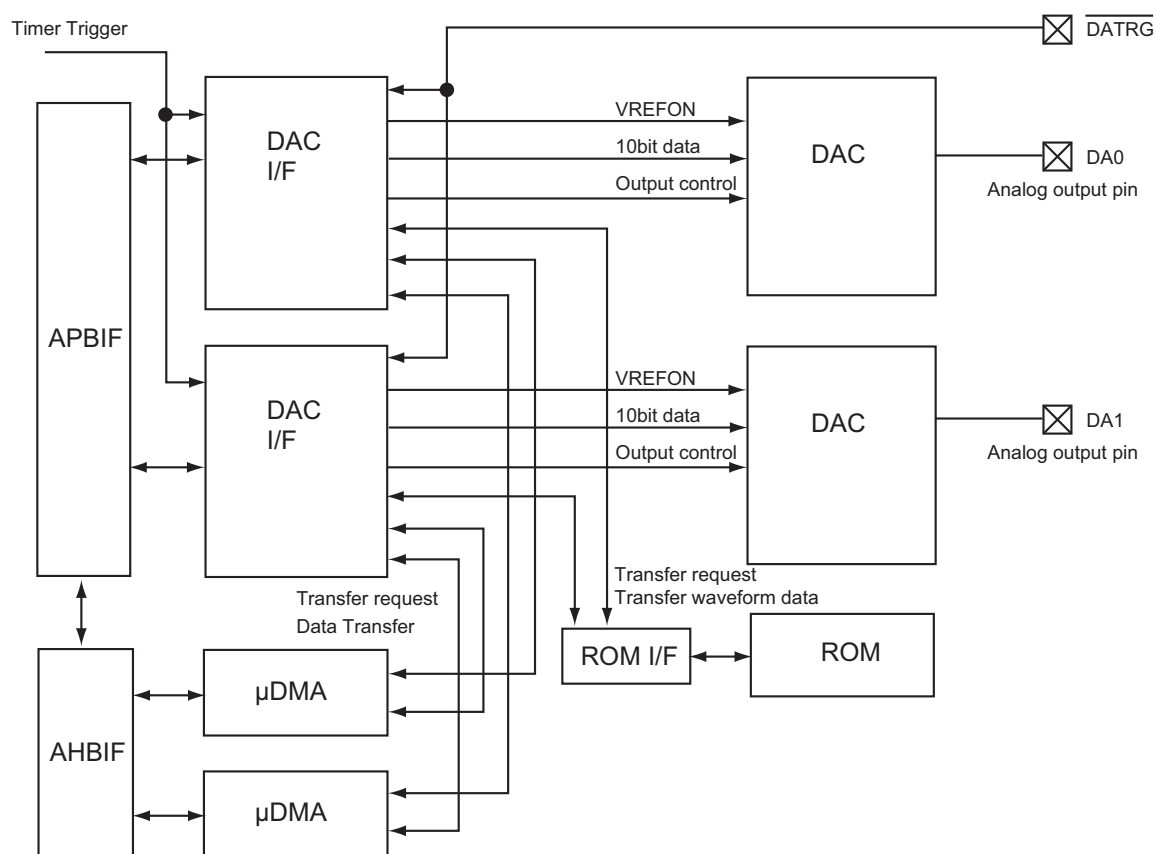 Timer Trigger
DATRG
DAC
I/F
VREFON
10bit data
Output control
DAC
DA0
Analog output pin
APBIF
DAC
I/F
VREFON
10bit data
Output control
DAC
DA1
Analog output pin
Transfer request
Data Transfer
Transfer request
Transfer waveform data
ROM I/F
ROM
AHBIF
µDMA
µDMA